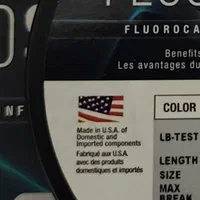 FLUOROCA
Benefits
Les avantages du
Made in U.S.A. of
Domestic and
Imported components
Fabriqué aux U.S.A.
avec des produits
domestiques et importés
COLOR
LB-TEST
LENGTH
SIZE
MAX
BREAK